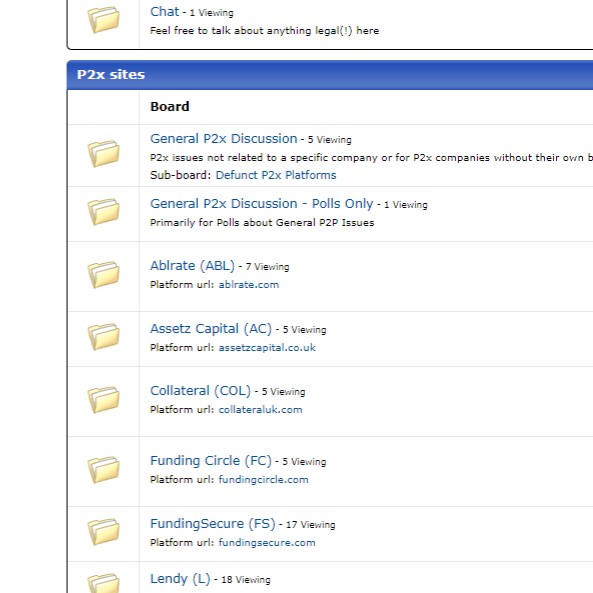 Chat - 1 Viewing
Feel free to talk about anything legal(!) here
P2x sites
Board
General P2x Discussion - 5 Viewing
P2x issues not related to a specific company or for P2x companies without their own b
Sub-board: Defunct P2x Platforms
General P2x Discussion - Polls Only - 1 Viewing
Primarily for Polls about General P2P Issues
Ablrate (ABL) - 7 Viewing
Platform url: ablrate.com
Assetz Capital (AC) - 5 Viewing
Platform url: assetzcapital.co.uk
Collateral (COL) - 5 Viewing
Platform url: collateraluk.com
Funding Circle (FC) - 5 Viewing
Platform url: fundingcircle.com
FundingSecure (FS) - 17 Viewing
Platform url: fundingsecure.com
Lendy (L) - 18 Viewing